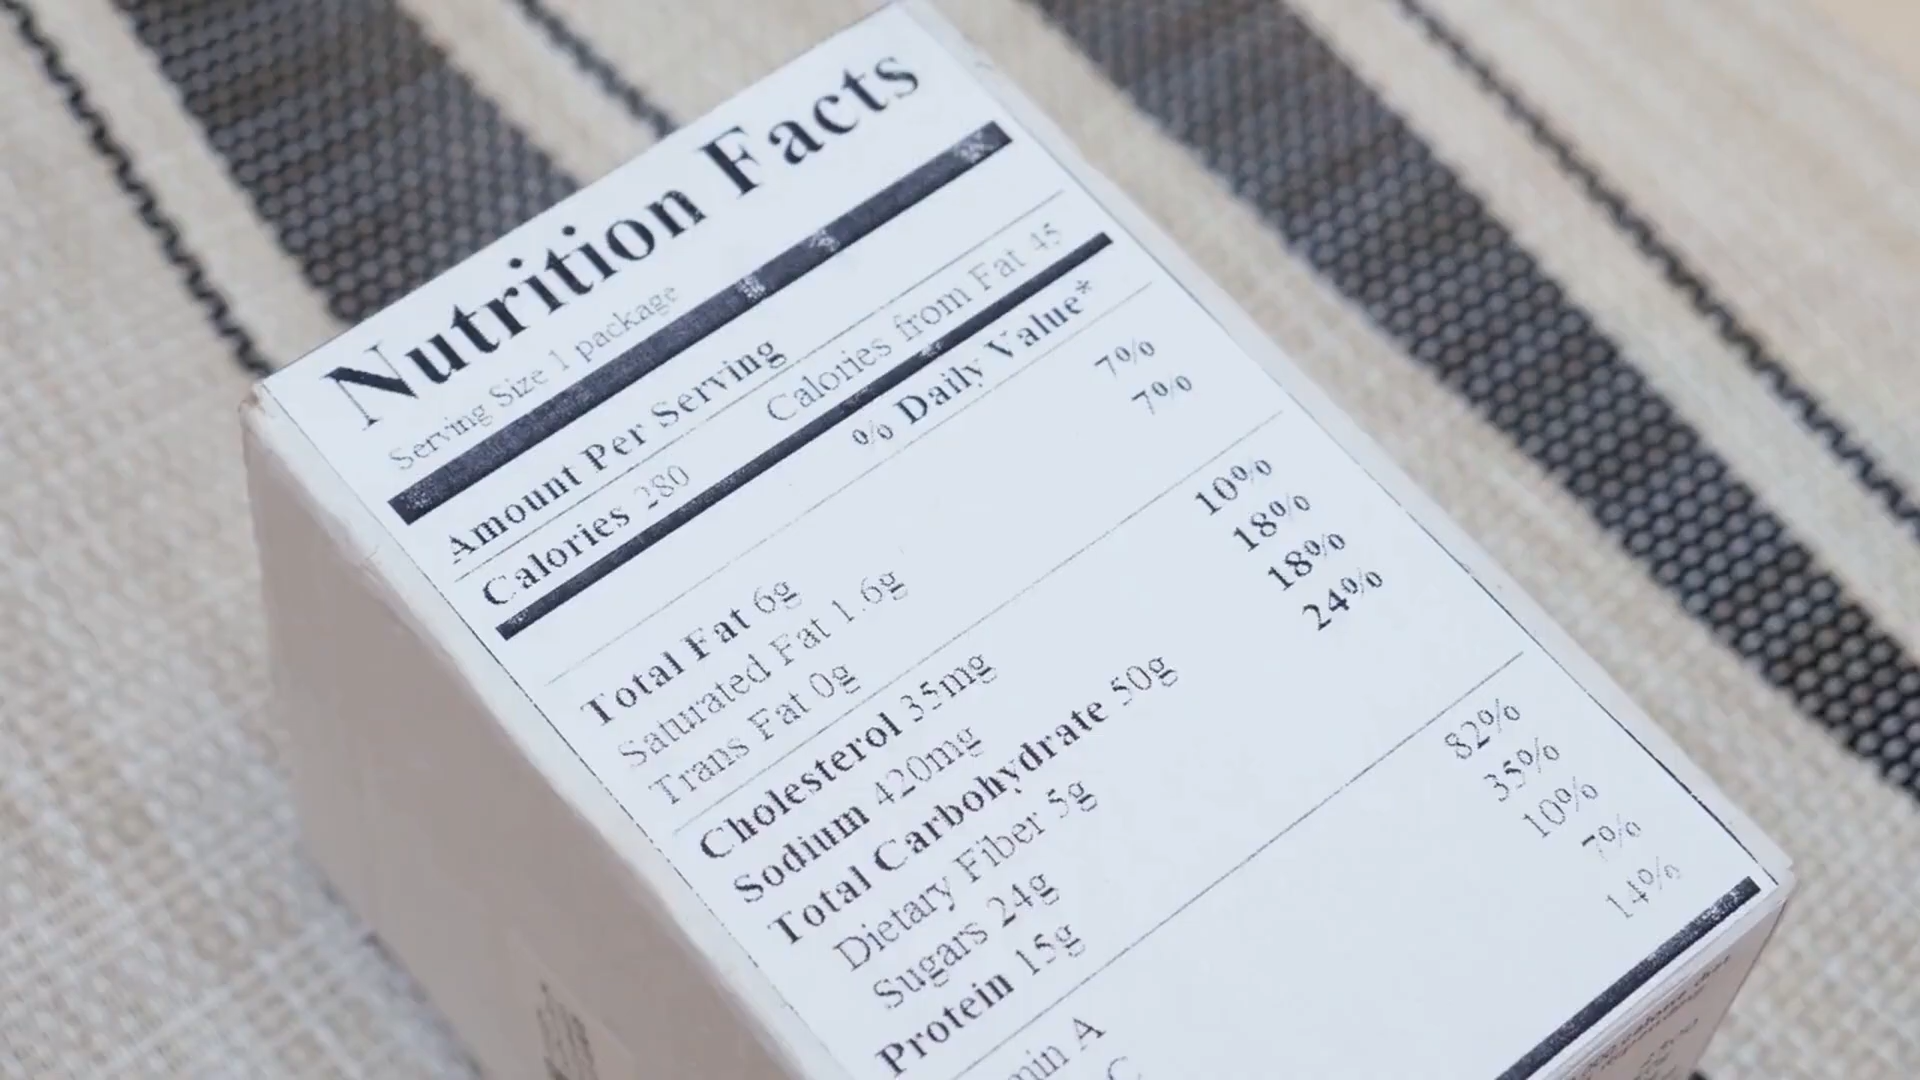 Nutrition Facts
Serving Size 1 package
Amount Per Serving
Calories 280 Calories from Fat 45
% Daily Value*
Total Fat 6g 7%
Saturated Fat 1.6g 7%
Trans Fat 0g
Cholesterol 35mg 10%
Sodium 420mg 18%
Total Carbohydrate 50g 18%
Dietary Fiber 5g 24%
Sugars 24g
Protein 15g
82%
A 35%
C 10%
7%
14%